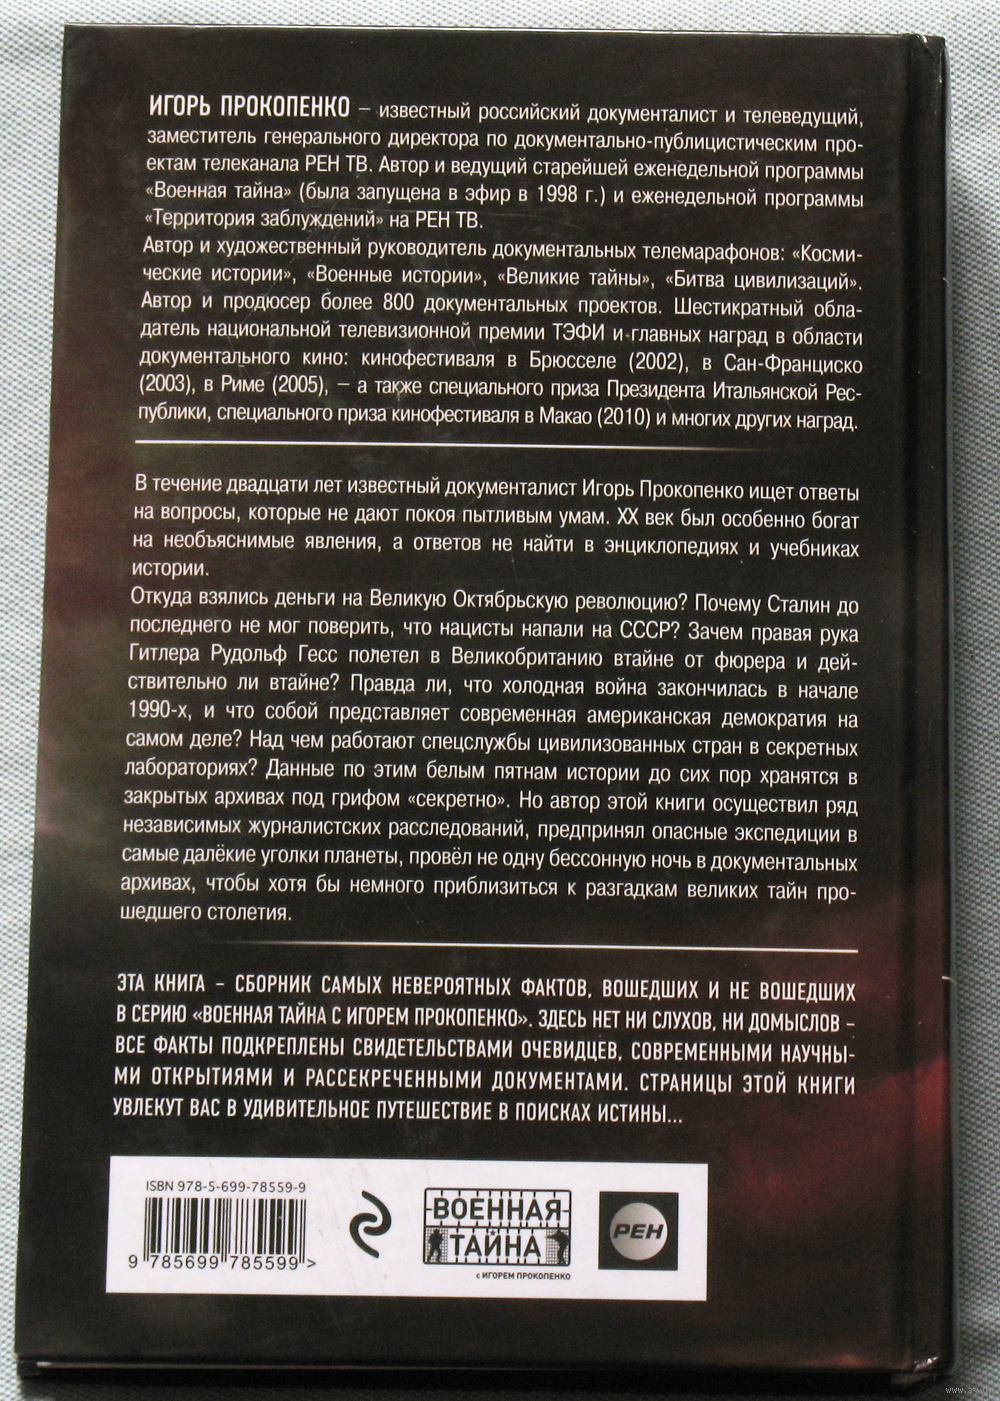 ИГОРЬ ПРОКОПЕНКО – известный российский документалист и телеведущий,
заместитель генерального директора по документально-публицистическим про-
ектам телеканала РЕН ТВ. Автор и ведущий старейшей еженедельной программы
«Военная тайна» (была запущена в эфир в 1998 г.) и еженедельной программы
«Территория заблуждений» на РЕН ТВ.
Автор и художественный руководитель документальных телемарафонов: «Косми-
ческие истории», «Военные истории», «Великие тайны», «Битва цивилизаций».
Автор и продюсер более 800 документальных проектов. Шестикратный обла-
датель национальной телевизионной премии ТЭФИ и главных наград в области
документального кино: кинофестиваля в Брюсселе (2002), в Сан-Франциско
(2003), в Риме (2005), – а также специального приза Президента Итальянской Рес-
публики, специального приза кинофестиваля в Макао (2010) и многих других наград.
В течение двадцати лет известный документалист Игорь Прокопенко ищет ответы
на вопросы, которые не дают покоя пытливым умам. XX век был особенно богат
на необъяснимые явления, а ответов не найти в энциклопедиях и учебниках
истории.
Откуда взялись деньги на Великую Октябрьскую революцию? Почему Сталин до
последнего не мог поверить, что нацисты напали на СССР? Зачем правая рука
Гитлера Рудольф Гесс полетел в Великобританию втайне от фюрера и дей-
ствительно ли втайне? Правда ли, что холодная война закончилась в начале
1990-х, и что собой представляет современная американская демократия на
самом деле? Над чем работают спецслужбы цивилизованных стран в секретных
лабораториях? Данные по этим белым пятнам истории до сих пор хранятся в
закрытых архивах под грифом «секретно». Но автор этой книги осуществил ряд
независимых журналистских расследований, предпринял опасные экспедиции в
самые далёкие уголки планеты, провёл не одну бессонную ночь в документальных
архивах, чтобы хотя бы немного приблизиться к разгадкам великих тайн про-
шедшего столетия.
ЭТА КНИГА – СБОРНИК САМЫХ НЕВЕРОЯТНЫХ ФАКТОВ, ВОШЕДШИХ И НЕ ВОШЕДШИХ
В СЕРИЮ «ВОЕННАЯ ТАЙНА С ИГОРЕМ ПРОКОПЕНКО». ЗДЕСЬ НЕТ НИ СЛУХОВ, НИ ДОМЫСЛОВ –
ВСЕ ФАКТЫ ПОДКРЕПЛЕНЫ СВИДЕТЕЛЬСТВАМИ ОЧЕВИДЦЕВ, СОВРЕМЕННЫМИ НАУЧНЫ-
МИ ОТКРЫТИЯМИ И РАССЕКРЕЧЕННЫМИ ДОКУМЕНТАМИ. СТРАНИЦЫ ЭТОЙ КНИГИ
УВЛЕКУТ ВАС В УДИВИТЕЛЬНОЕ ПУТЕШЕСТВИЕ В ПОИСКАХ ИСТИНЫ...
ISBN 978-5-699-78559-9
9 785699 785599 >
ВОЕННАЯ
ТАЙНА
С ИГОРЕМ ПРОКОПЕНКО
РЕН